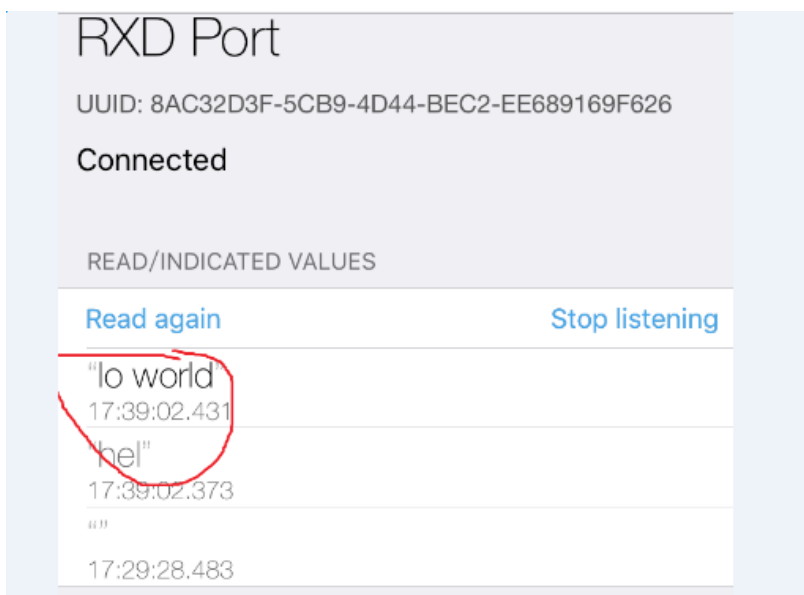 RXD Port
UUID: 8AC32D3F-5CB9-4D44-BEC2-EE689169F626
Connected
READ/INDICATED VALUES
Read again Stop listening
“lo world”
17:39:02.431
“hel”
17:39:02.373
“”
17:29:28.483